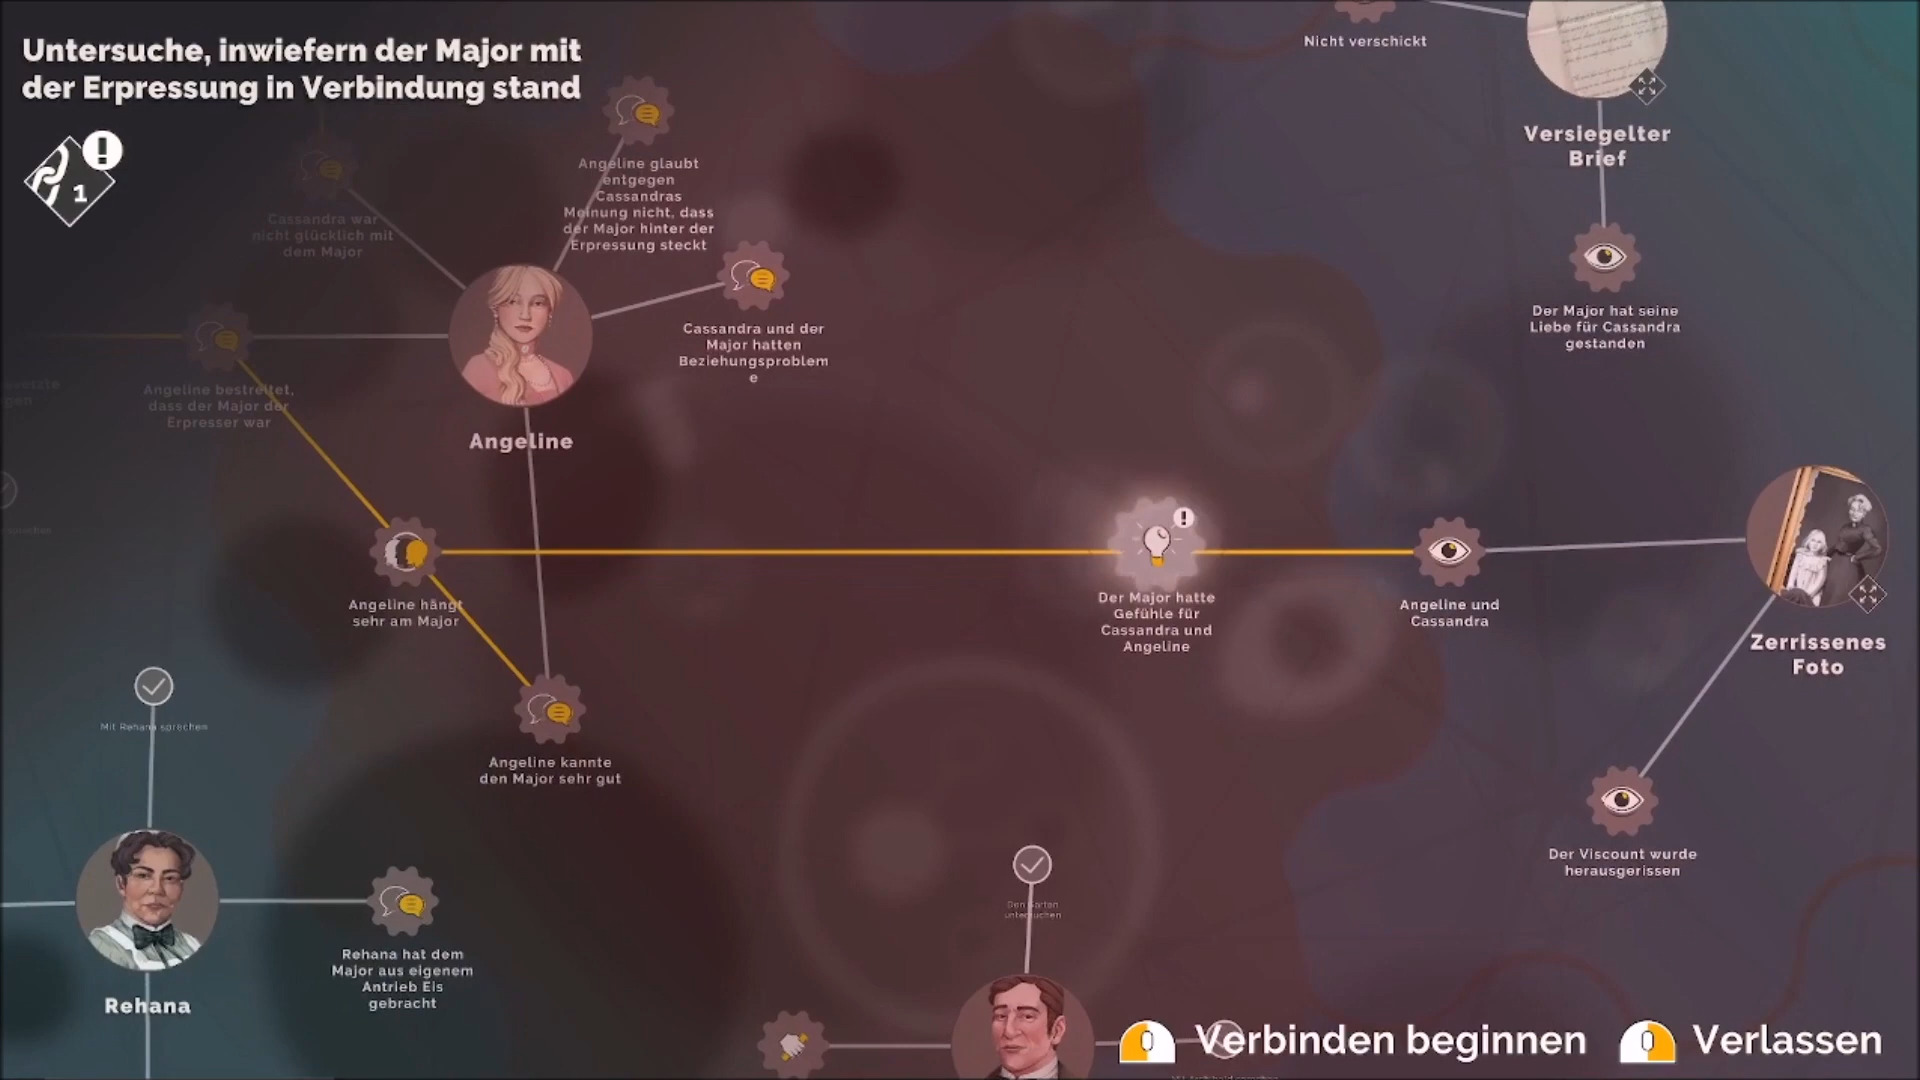 Untersuche, inwiefern der Major mit
der Erpressung in Verbindung stand
1
Nicht verschickt
Versiegelter
Brief
Angeline glaubt
entgegen
Cassandras
Meinung nicht, dass
der Major hinter der
Erpressung steckt
Cassandra war
nicht glücklich mit
dem Major
Der Major hat seine
Liebe für Cassandra
gestanden
Cassandra und der
Major hatten
Beziehungsproblem
e
Angeline bestreitet,
dass der Major der
Erpresser war
Angeline
Angeline hängt
sehr am Major
Der Major hatte
Gefühle für
Cassandra und
Angeline
Angeline und
Cassandra
Zerrissenes
Foto
Mit Rehana sprechen
Angeline kannte
den Major sehr gut
Der Viscount wurde
herausgerissen
Den Garten
untersuchen
Rehana hat dem
Major aus eigenem
Antrieb Eis
gebracht
Rehana
Verbinden beginnen
Verlassen